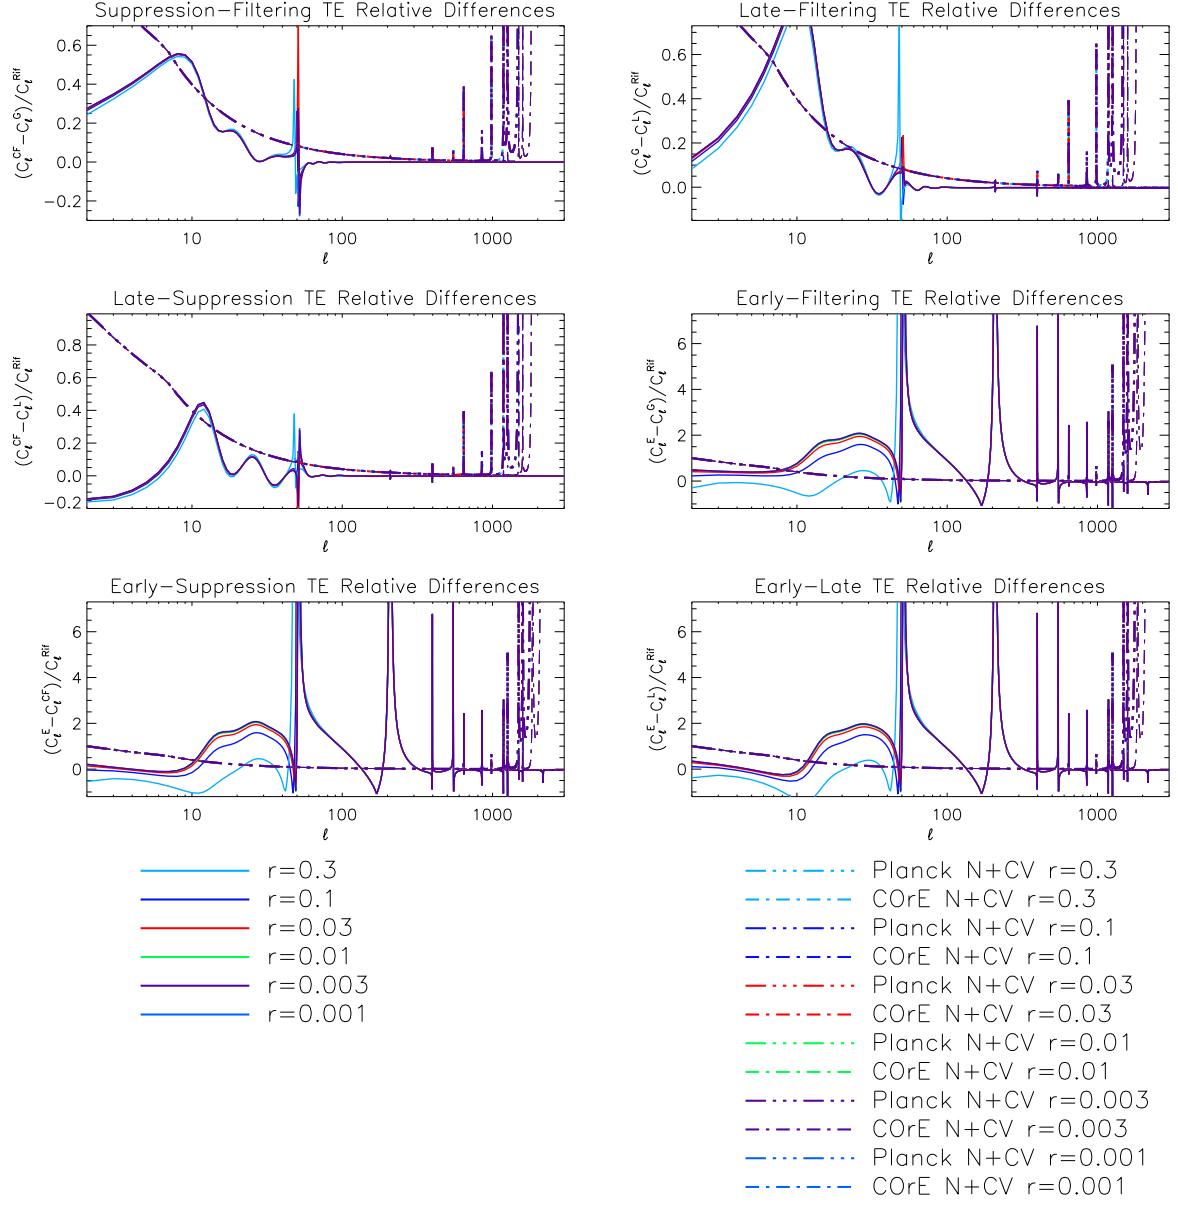 Suppression-Filtering TE Relative Differences
(C_ℓ^CF-C_ℓ^G)/C_ℓ^Rif
0.6
0.4
0.2
0.0
-0.2
10
100
1000
ℓ
Late-Filtering TE Relative Differences
(C_ℓ^G-C_ℓ^L)/C_ℓ^Rif
0.6
0.4
0.2
0.0
10
100
1000
ℓ
Late-Suppression TE Relative Differences
(C_ℓ^CF-C_ℓ^L)/C_ℓ^Rif
0.8
0.6
0.4
0.2
0.0
-0.2
10
100
1000
ℓ
Early-Filtering TE Relative Differences
(C_ℓ^E-C_ℓ^G)/C_ℓ^Rif
6
4
2
0
10
100
1000
ℓ
Early-Suppression TE Relative Differences
(C_ℓ^E-C_ℓ^CF)/C_ℓ^Rif
6
4
2
0
10
100
1000
ℓ
Early-Late TE Relative Differences
(C_ℓ^E-C_ℓ^L)/C_ℓ^Rif
6
4
2
0
10
100
1000
ℓ
r=0.3
r=0.1
r=0.03
r=0.01
r=0.003
r=0.001
Planck N+CV r=0.3
COrE N+CV r=0.3
Planck N+CV r=0.1
COrE N+CV r=0.1
Planck N+CV r=0.03
COrE N+CV r=0.03
Planck N+CV r=0.01
COrE N+CV r=0.01
Planck N+CV r=0.003
COrE N+CV r=0.003
Planck N+CV r=0.001
COrE N+CV r=0.001